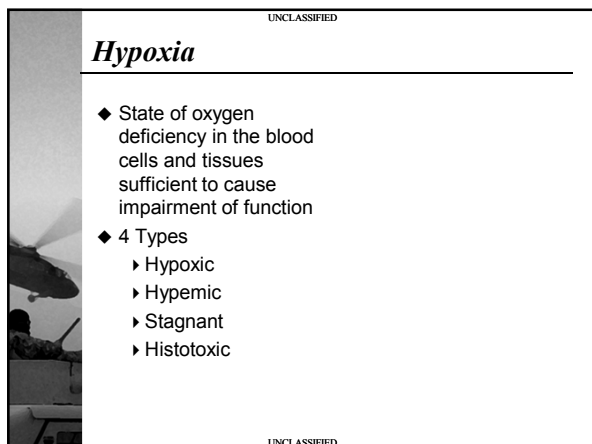 UNCLASSIFIED
Hypoxia
◆ State of oxygen
deficiency in the blood
cells and tissues
sufficient to cause
impairment of function
◆ 4 Types
Hypoxic
Hypemic
Stagnant
Histotoxic
UNCLASSIFIED